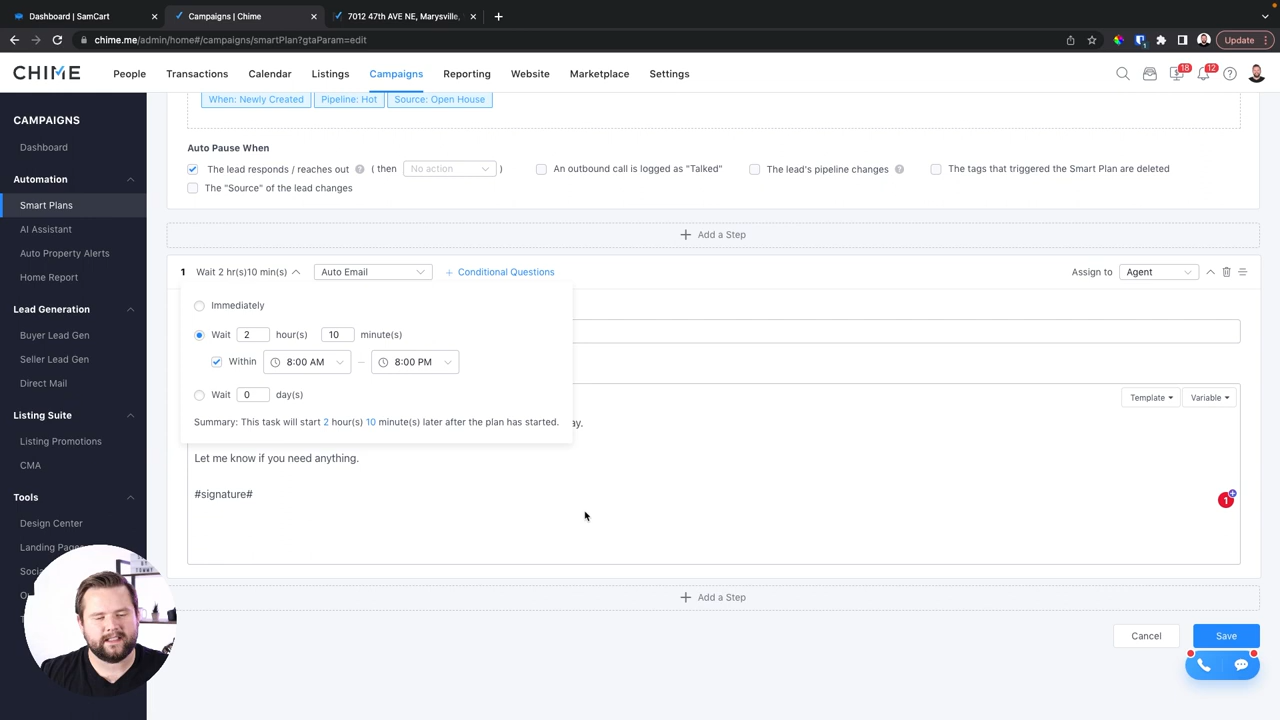 Dashboard | SamCart
Campaigns | Chime
7012 47th AVE NE, Marysville,
chime.me/admin/home#/campaigns/smartPlan?gtaParam=edit
Update
CHIME
People
Transactions
Calendar
Listings
Campaigns
Reporting
Website
Marketplace
Settings
18
12
CAMPAIGNS
Dashboard
Automation
Smart Plans
AI Assistant
Auto Property Alerts
Home Report
Lead Generation
Buyer Lead Gen
Seller Lead Gen
Direct Mail
Listing Suite
Listing Promotions
CMA
Tools
Design Center
Landing Pages
When: Newly Created
Pipeline: Hot
Source: Open House
Auto Pause When
The lead responds / reaches out ( then No action )
An outbound call is logged as "Talked"
The lead's pipeline changes
The tags that triggered the Smart Plan are deleted
The "Source" of the lead changes
Add a Step
1 Wait 2 hr(s)10 min(s)
Auto Email
Conditional Questions
Assign to Agent
Immediately
Wait 2 hour(s) 10 minute(s)
Within 8:00 AM – 8:00 PM
Wait 0 day(s)
Summary: This task will start 2 hour(s) 10 minute(s) later after the plan has started.
Template
Variable
ay.
Let me know if you need anything.
#signature#
1
Add a Step
Cancel
Save